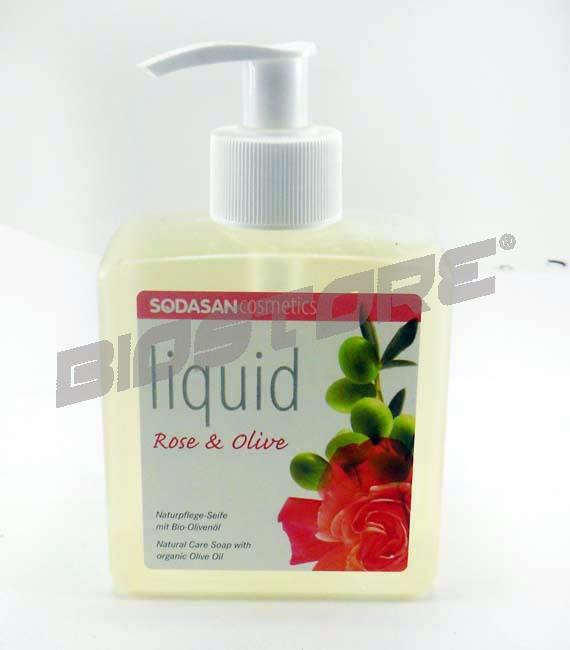 SODASANcosmetics
BIOSTORE®
liquid
Rose & Olive
Naturpflege-Seife
mit Bio-Olivenöl
Natural Care Soap with
organic Olive Oil